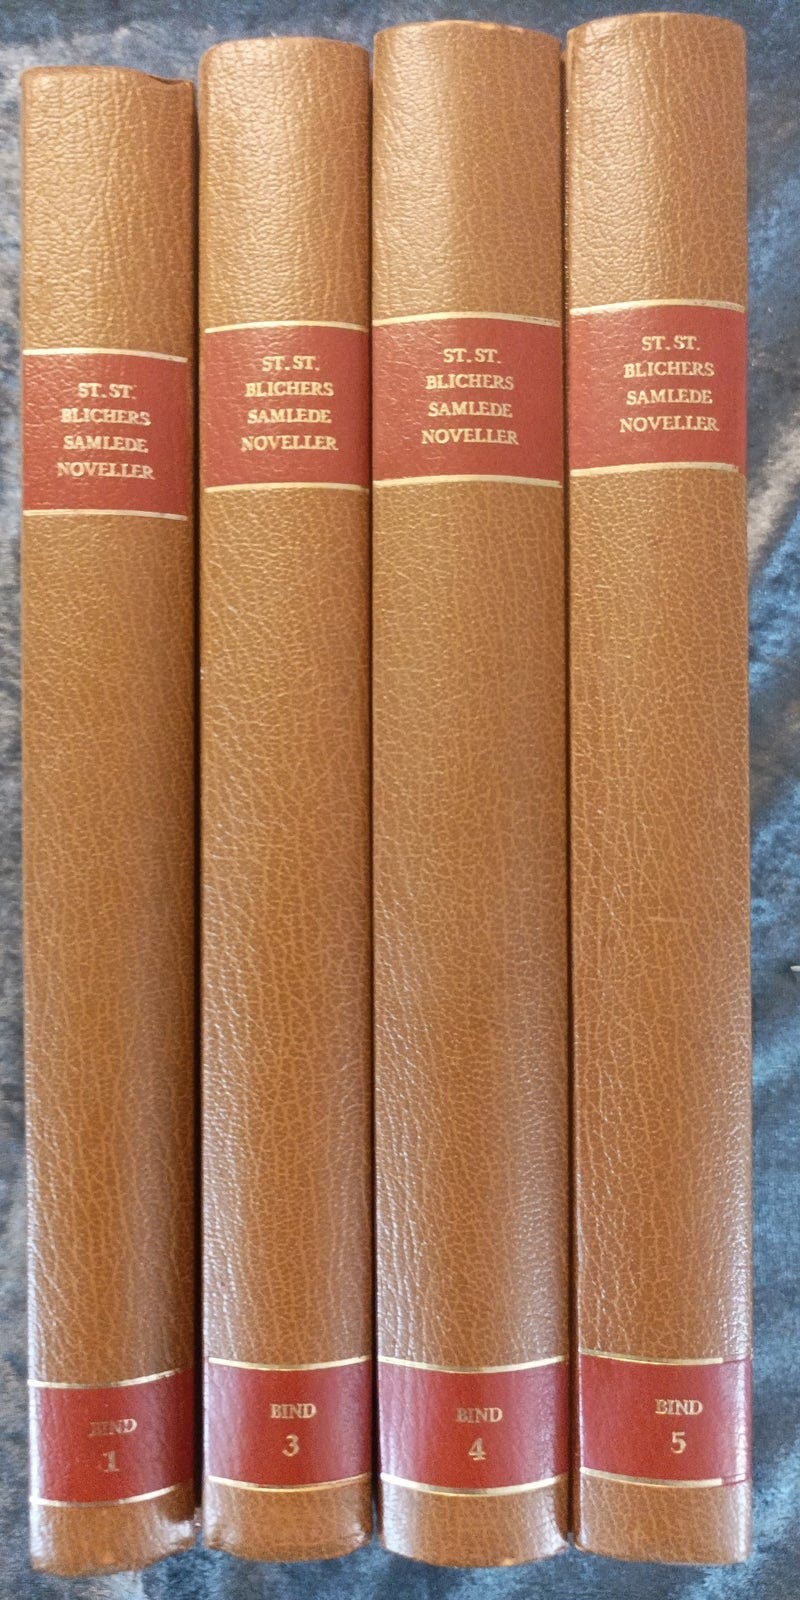 ST. ST.
BLICHERS
SAMLEDE
NOVELLER
BIND
1
ST. ST.
BLICHERS
SAMLEDE
NOVELLER
BIND
3
ST. ST.
BLICHERS
SAMLEDE
NOVELLER
BIND
4
ST. ST.
BLICHERS
SAMLEDE
NOVELLER
BIND
5